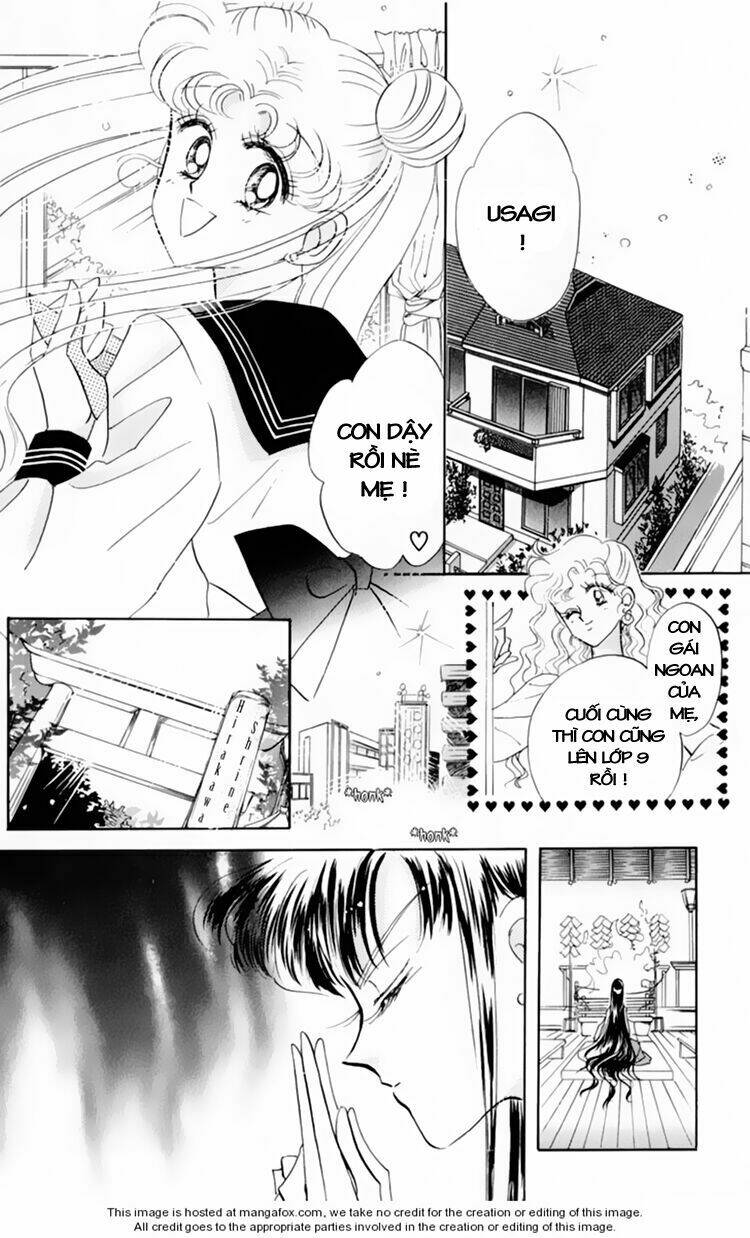 USAGI
!
CON DẬY
RỒI NÈ
MẸ !
♡
CON
GÁI
NGOAN
CỦA
MẸ,
CUỐI CÙNG
THÌ CON CŨNG
LÊN LỚP 9
RỒI !
Shrine
Hirakawa
*honk*
*honk*
This image is hosted at mangafox.com, we take no credit for the creation or editing of this image.
All credit goes to the appropriate parties involved in the creation or editing of this image.